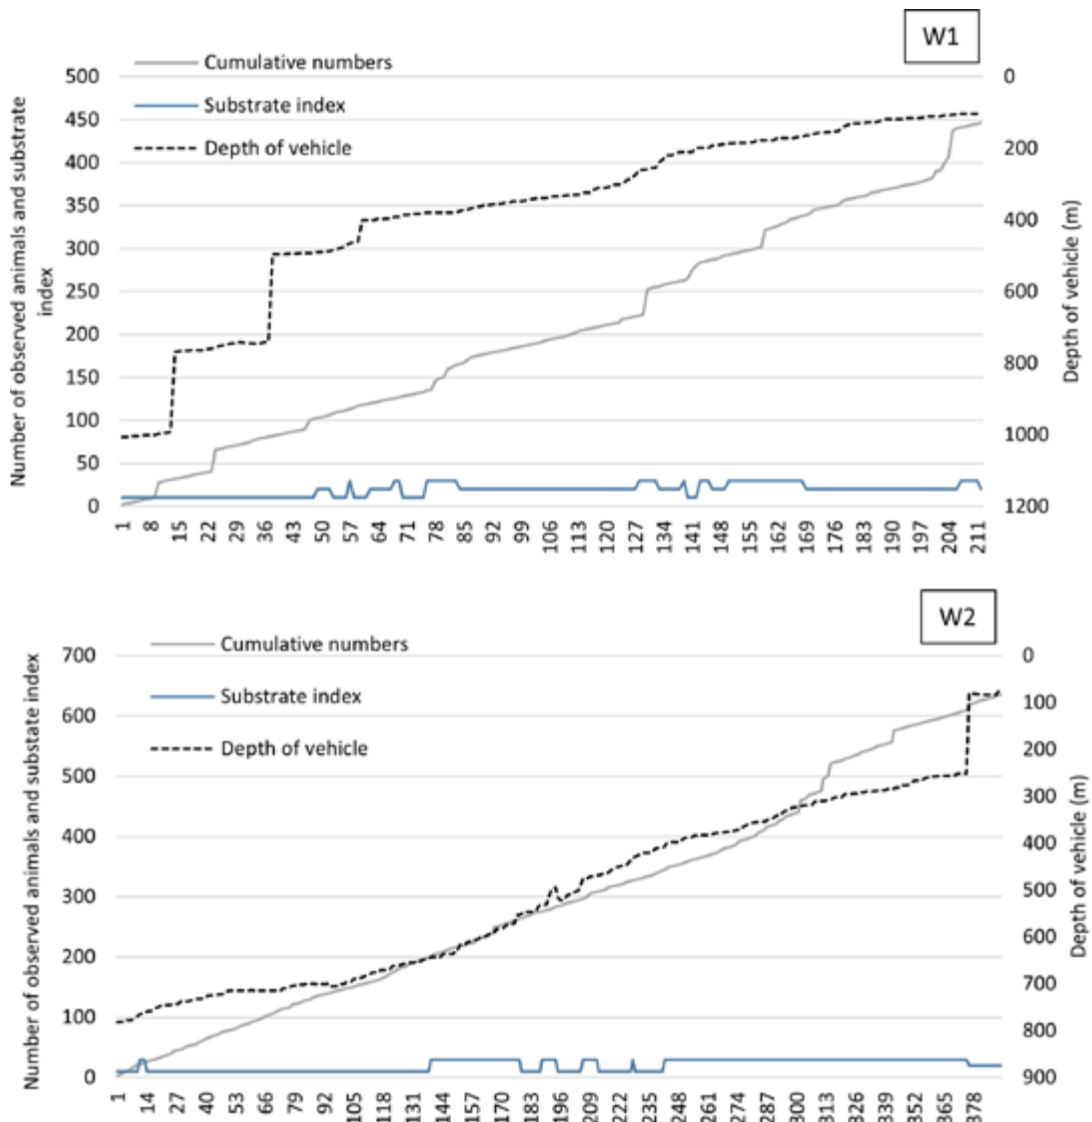 W1
Cumulative numbers
Substrate index
Depth of vehicle
500
450
400
350
300
250
200
150
100
50
0
0
200
400
600
800
1000
1200
Number of observed animals and substrate
index
Depth of vehicle (m)
1 8 15 22 29 36 43 50 57 64 71 78 85 92 99 106 113 120 127 134 141 148 155 162 169 176 183 190 197 204 211
W2
Cumulative numbers
Substrate index
Depth of vehicle
700
600
500
400
300
200
100
0
0
100
200
300
400
500
600
700
800
900
Number of observed animals and substate index
Depth of vehicle (m)
1 14 27 40 53 66 79 92 105 118 131 144 157 170 183 196 209 222 235 248 261 274 287 300 313 326 339 352 365 378